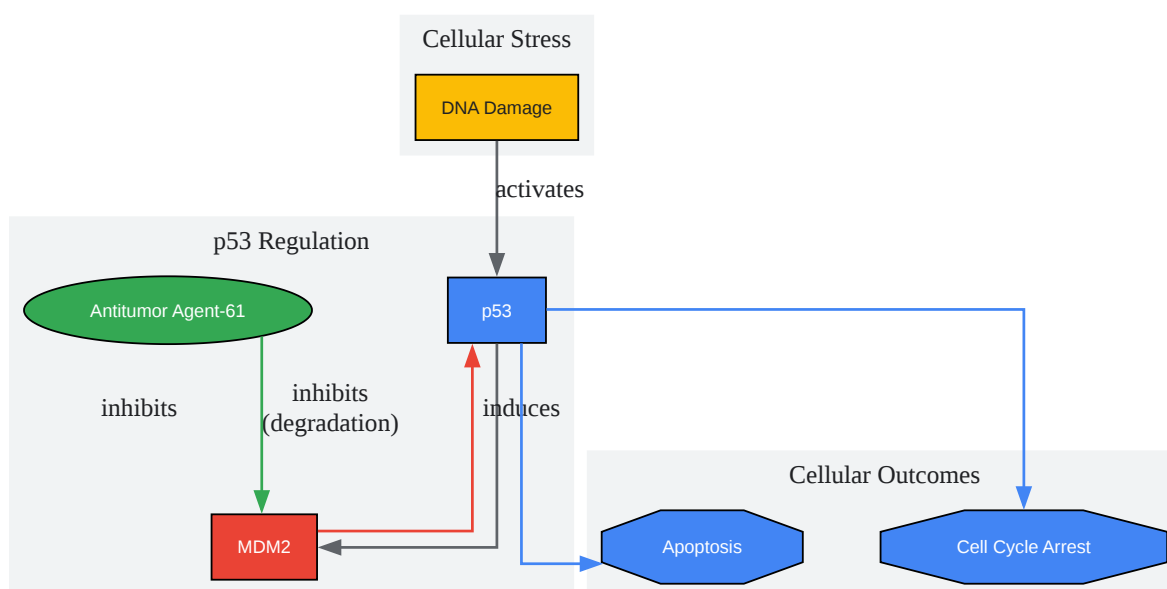 Cellular Stress
DNA Damage
activates
p53 Regulation
Antitumor Agent-61
p53
inhibits
inhibits
(degradation)
induces
MDM2
Cellular Outcomes
Apoptosis
Cell Cycle Arrest